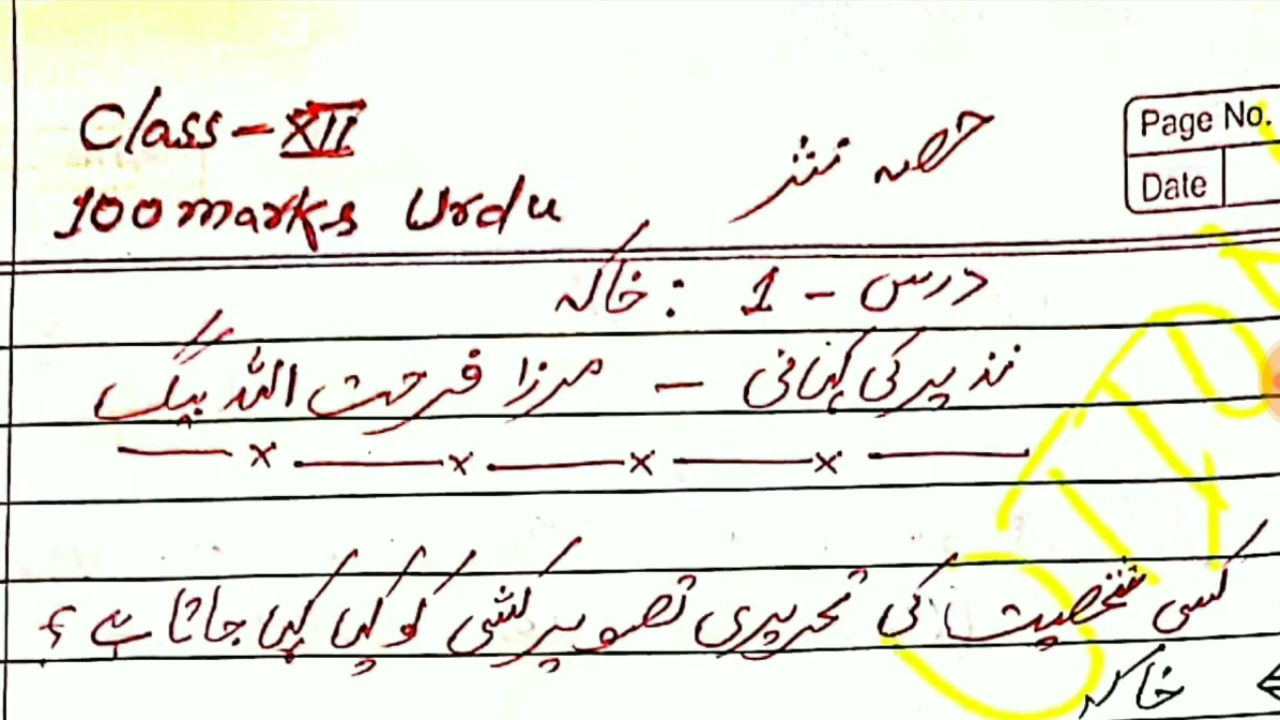 Class-XII
100 marks Urdu
حصہ نثر
Page No.
Date
درس - 1 : خاکہ
نذیر کی کہانی - مرزا فرحت اللہ بیگ
کسی شخصیت کی تحریری تصویر کشی کو کیا کہا جاتا ہے؟
خاکہ